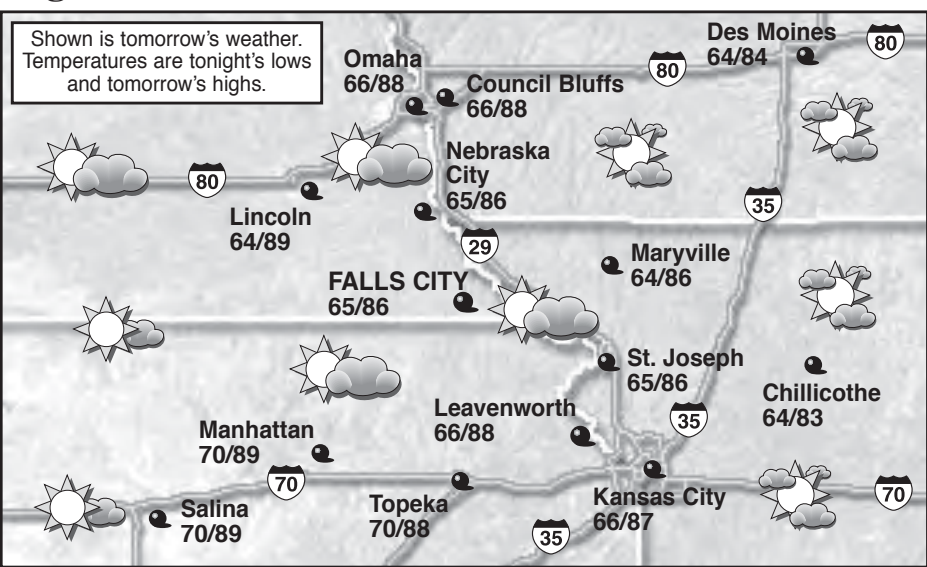 Shown is tomorrow's weather.
Temperatures are tonight's lows
and tomorrow's highs.
Des Moines
64/84
80
Omaha
66/88
80
Council Bluffs
66/88
Nebraska
City
65/86
80
Lincoln
64/89
35
29
Maryville
64/86
FALLS CITY
65/86
St. Joseph
65/86
Chillicothe
64/83
Leavenworth
66/88
35
Manhattan
70/89
70
Salina
70/89
Topeka
70/88
Kansas City
66/87
70
35